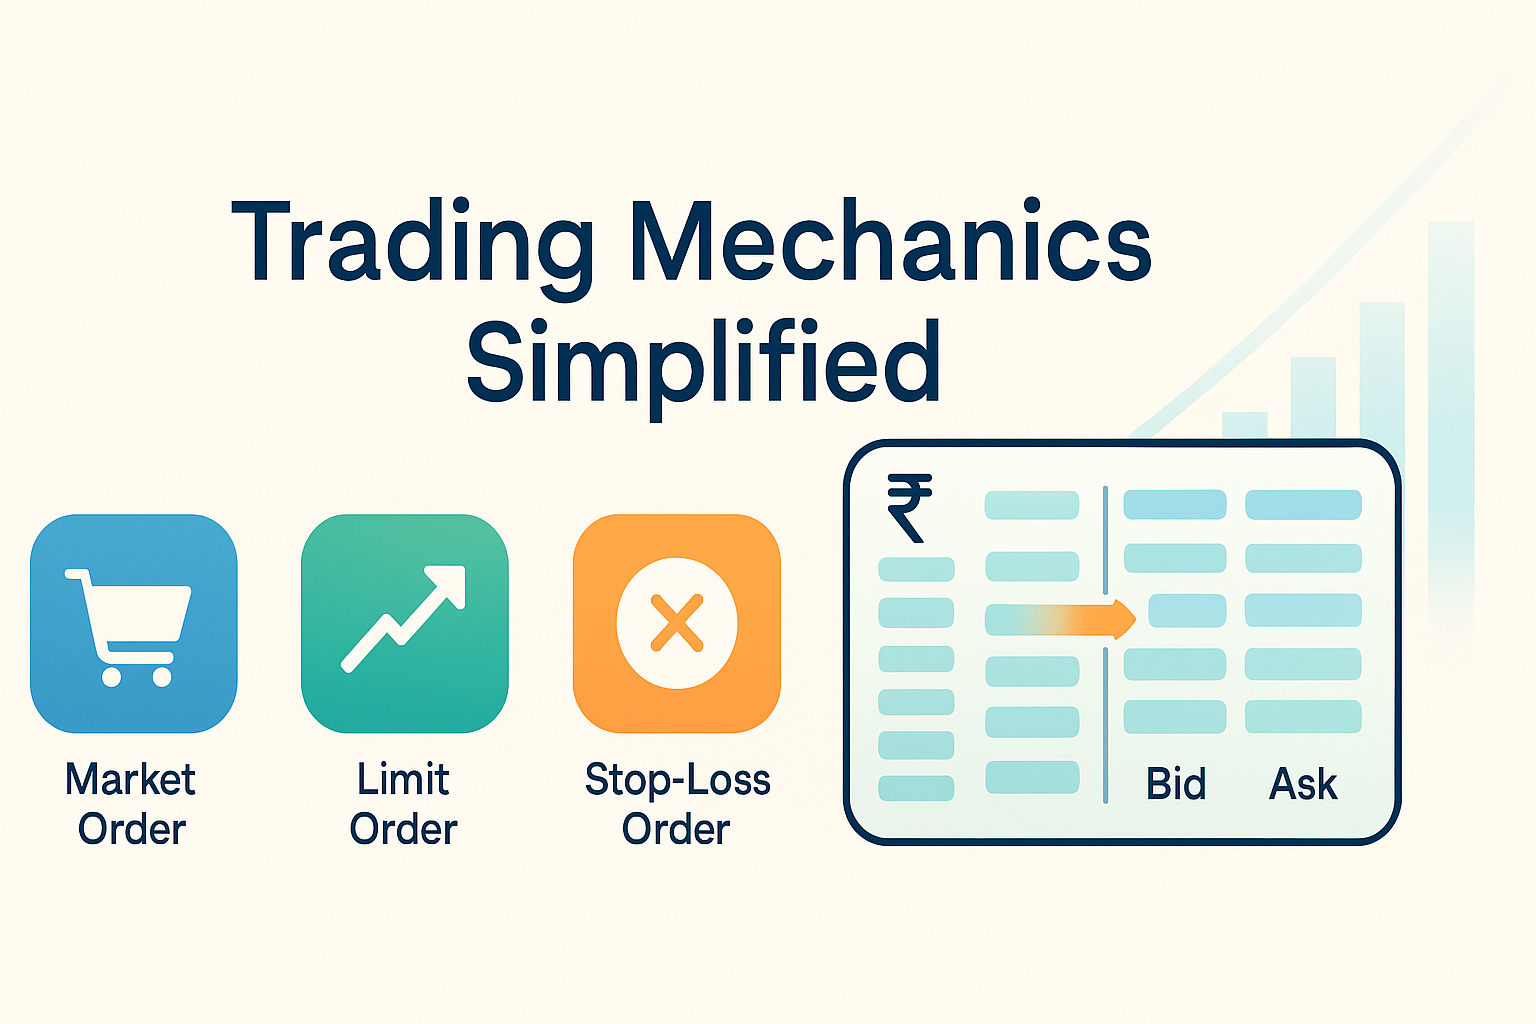 Trading Mechanics
Simplified
Market
Order
Limit
Order
Stop-Loss
Order
₹
Bid Ask